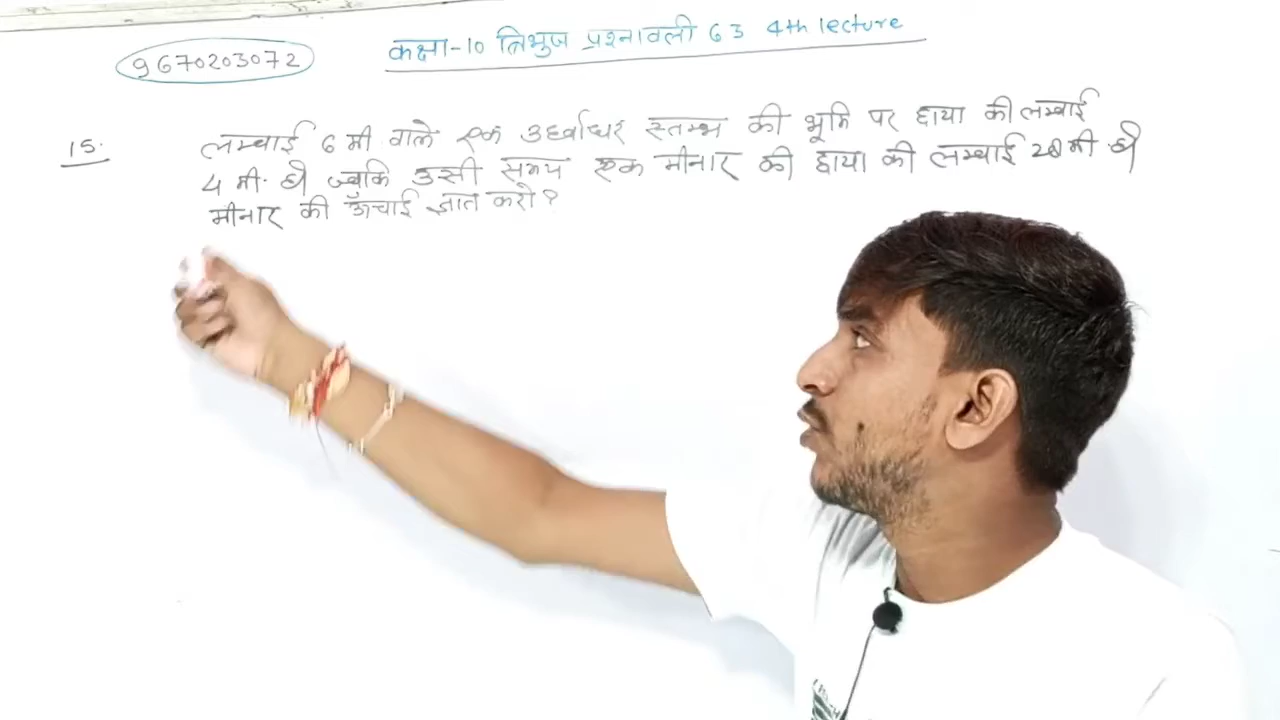 कक्षा-10 त्रिभुज प्रश्नावली 6 3 4th lecture
9670203072
15. लम्बाई 6 मी वाले एक उर्ध्वाधर स्तम्भ की भूमि पर छाया की लम्बाई
4 मी. है जबकि उसी समय एक मीनार की छाया की लम्बाई 28 मी. है
मीनार की ऊँचाई ज्ञात करो ?